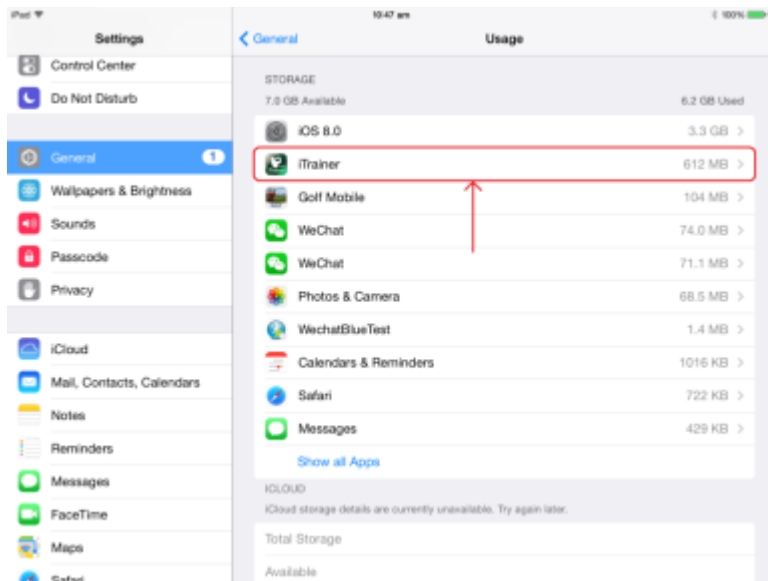 iPad
10:47 am
100%
Settings
General
Usage
Control Center
Do Not Disturb
General
1
Wallpapers & Brightness
Sounds
Passcode
Privacy
iCloud
Mail, Contacts, Calendars
Notes
Reminders
Messages
FaceTime
Maps
Safari
STORAGE
7.0 GB Available
6.2 GB Used
iOS 8.0
3.3 GB
iTrainer
612 MB
Golf Mobile
104 MB
WeChat
74.0 MB
WeChat
71.1 MB
Photos & Camera
68.5 MB
WechatBlueTest
1.4 MB
Calendars & Reminders
1016 KB
Safari
722 KB
Messages
429 KB
Show all Apps
ICLOUD
iCloud storage details are currently unavailable. Try again later.
Total Storage
Available